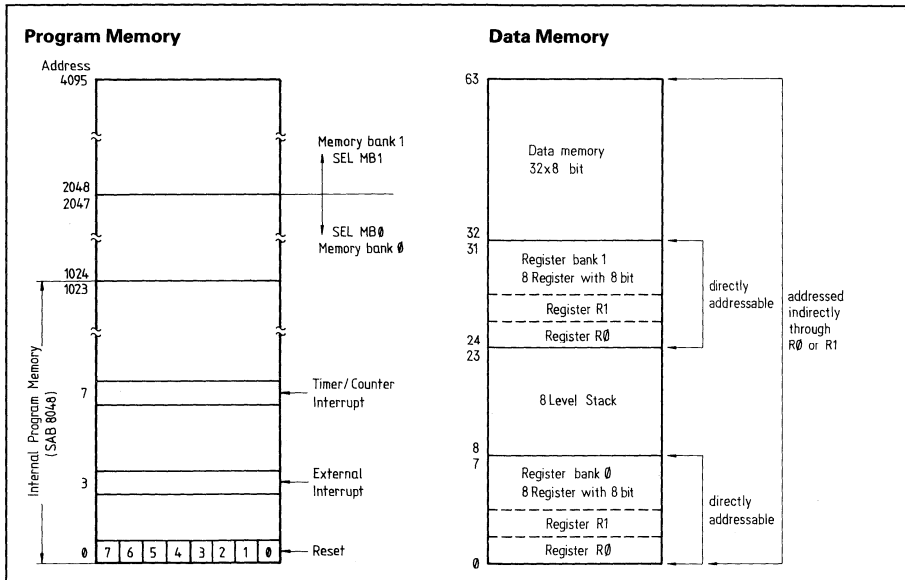 Program Memory
Address
4095
Memory bank 1
SEL MB1
2048
2047
SEL MBØ
Memory bank Ø
1024
1023
Internal Program Memory
(SAB 8048)
7
Timer/Counter
Interrupt
3
External
Interrupt
Ø
7 6 5 4 3 2 1 Ø
Reset
Data Memory
63
Data memory
32x8 bit
32
31
Register bank 1
8 Register with 8 bit
Register R1
Register RØ
24
23
directly
addressable
addressed
indirectly
through
RØ or R1
8 Level Stack
8
7
Register bank Ø
8 Register with 8 bit
Register R1
Register RØ
Ø
directly
addressable